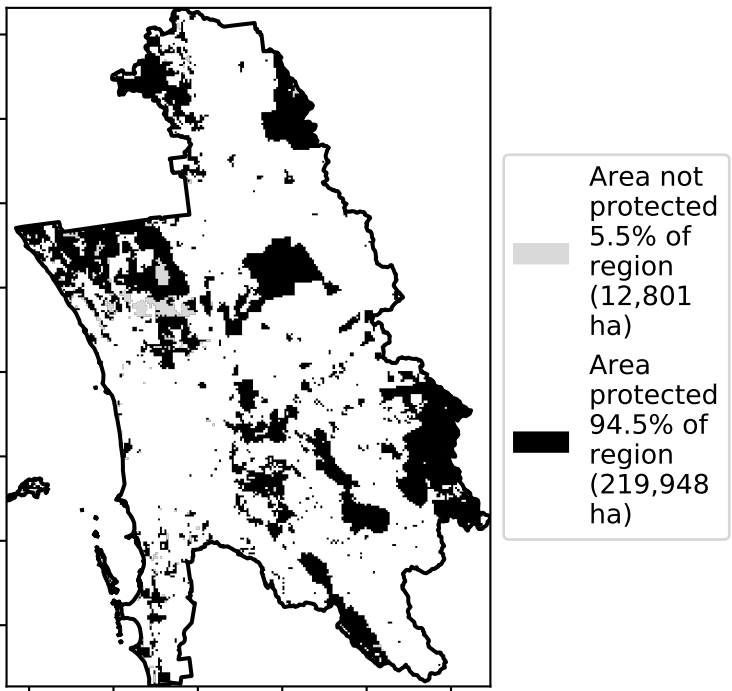 Area not
protected
5.5% of
region
(12,801
ha)
Area
protected
94.5% of
region
(219,948
ha)